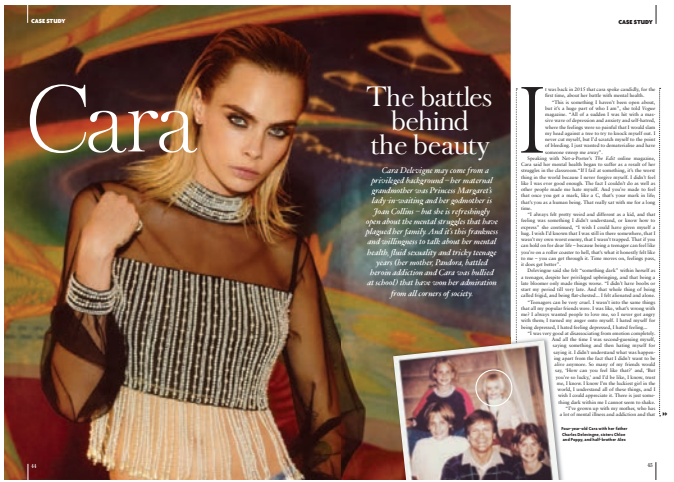 CASE STUDY
CASE STUDY
Cara
The battles
behind
the beauty
Cara Delevigne may come from a
privileged background – her maternal
grandmother was Princess Margaret's
lady-in-waiting and her godmother is
Joan Collins – but she is refreshingly
open about the mental struggles that have
plagued her family. And it's this frankness
and willingness to talk about her mental
health, fluid sexuality and tricky teenage
years (her mother, Pandora, battled
heroin addiction and Cara was bullied
at school) that have won her admiration
from all corners of society.
It was back in 2015 that care spoke candidly, for the
first time, about her battle with mental health.
"This is something I haven't been open about,
but it's a huge part of who I am", she told Vogue
magazine. "All of a sudden I was hit with a mas-
sive wave of depression and anxiety and self-hatred,
where the feelings were so painful that I would slam
my head against a tree to try to knock myself out. I
never cut myself, but I'd scratch myself to the point
of bleeding. I just wanted to dematerialise and have
someone sweep me away".
Speaking with Net-a-Porter's The Edit online magazine,
Cara said her mental health began to suffer as a result of her
struggles in the classroom. "If I fail at something, it's the worst
thing in the world because I never forgive myself. I didn't feel
like I was ever good enough. The fact I couldn't do as well as
other people made me hate myself. And you're made to feel
that once you get a mark, like a C, that's your mark in life;
that's you as a human being. That really set with me for a long
time.
"I always felt pretty weird and different as a kid, and that
feeling was something I didn't understand, or know how to
express" she continued, "I wish I could have given myself a
hug. I wish I'd known that I was still in there somewhere, that I
wasn't my own worst enemy, that I wasn't trapped. That if you
can hold on for dear life – because being a teenager can feel like
you're on a roller coaster to hell, that's what it honestly felt like
to me – you can get through it. Time moves on, feelings pass,
it does get better".
Delevigne said she felt "something dark" within herself as
a teenager, despite her privileged upbringing, and that being a
late bloomer only made things worse. "I didn't have boobs or
start my period till very late. And that whole thing of being
called frigid, and being flat-chested... I felt alienated and alone.
"Teenagers can be very cruel. I wasn't into the same things
that all my popular friends were. I was like, what's wrong with
me? I always wanted people to love me, so I never got angry
with them, I turned my anger onto myself. I hated myself for
being depressed, I hated feeling depressed, I hated feeling...
"I was very good at disassociating from emotion completely.
And all the time I was second-guessing myself,
saying something and then hating myself for
saying it. I didn't understand what was happen-
ing apart from the fact that I didn't want to be
alive anymore. So many of my friends would
say, 'How can you feel like that?' and, 'But
you're so lucky,' and I'd be like, I know, trust
me, I know. I know I'm the luckiest girl in the
world, I understand all of these things, and I
wish I could appreciate it. There is just some-
thing dark within me I cannot seem to shake.
"I've grown up with my mother, who has
a lot of mental illness and addiction and that
Four-year-old Cara with her father
Charles Delevingne, sisters Chloe
and Poppy, and half-brother Alex
44
45